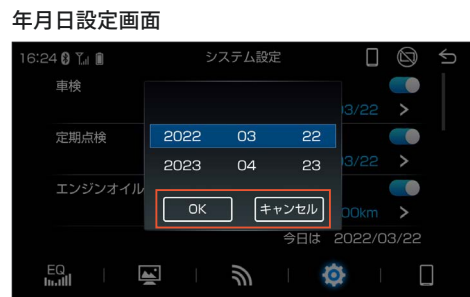 年月日設定画面
16:24 システム設定
車検
03/22 >
定期点検
2022 03 22
03/22 >
2023 04 23
エンジンオイル
OK キャンセル
00km >
今日は 2022/03/22
EQ